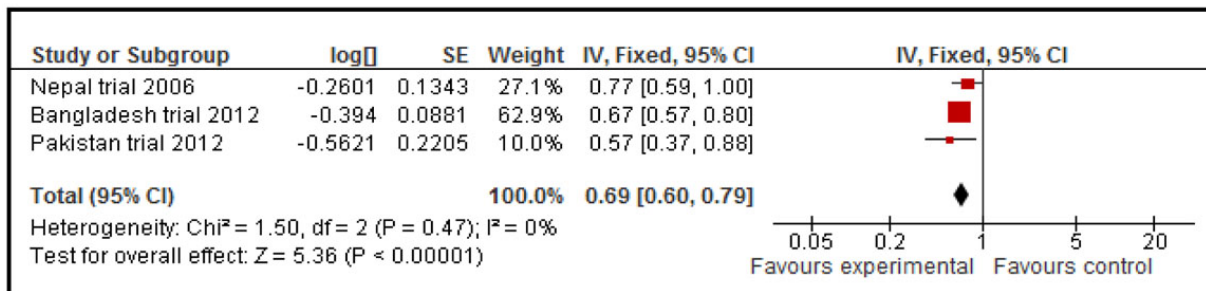 Study or Subgroup log[] SE Weight IV, Fixed, 95% CI IV, Fixed, 95% CI
Nepal trial 2006 -0.2601 0.1343 27.1% 0.77 [0.59, 1.00]
Bangladesh trial 2012 -0.394 0.0881 62.9% 0.67 [0.57, 0.80]
Pakistan trial 2012 -0.5621 0.2205 10.0% 0.57 [0.37, 0.88]
Total (95% CI) 100.0% 0.69 [0.60, 0.79]
Heterogeneity: Chi² = 1.50, df = 2 (P = 0.47); I² = 0%
Test for overall effect: Z = 5.36 (P < 0.00001)
0.05 0.2 1 5 20
Favours experimental Favours control